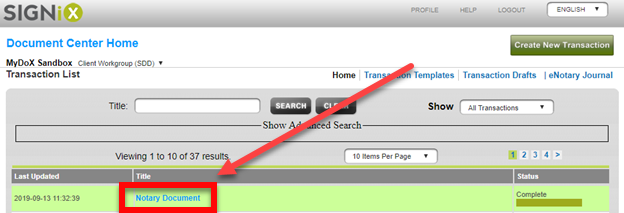 SIGNiX
PROFILE HELP LOGOUT ENGLISH
Document Center Home
Create New Transaction
MyDoX Sandbox Client Workgroup (SDD)
Transaction List
Home Transaction Templates | Transaction Drafts | eNotary Journal
Title: SEARCH CLEAR Show All Transactions
Show Advanced Search
Viewing 1 to 10 of 37 results. 10 Items Per Page 1 2 3 4 >
Last Updated Title Status
2019-09-13 11:32:39 Notary Document Complete